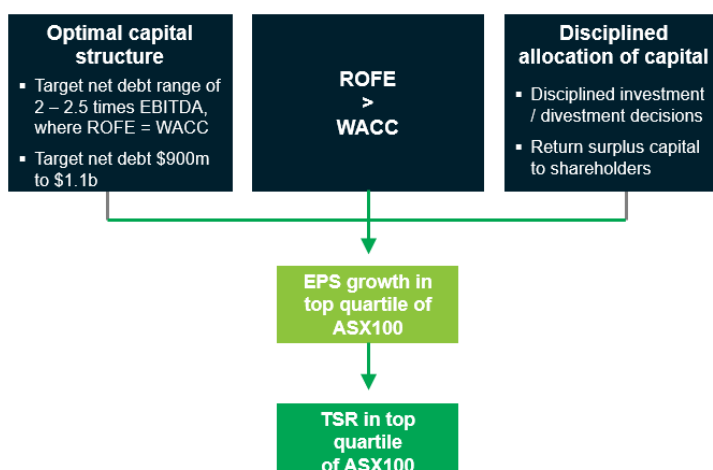 Optimal capital
structure
▪ Target net debt range of
2 – 2.5 times EBITDA,
where ROFE = WACC
▪ Target net debt $900m
to $1.1b
ROFE
>
WACC
Disciplined
allocation of capital
▪ Disciplined investment
/ divestment decisions
▪ Return surplus capital
to shareholders
EPS growth in
top quartile of
ASX100
TSR in top
quartile
of ASX100